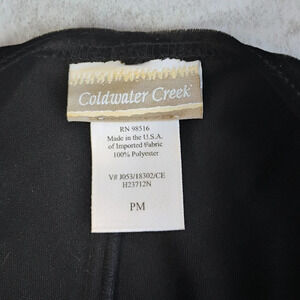 Coldwater Creek
RN 98516
Made in the U.S.A.
of Imported Fabric
100% Polyester
V# J053/18302/CE
H23712N
PM